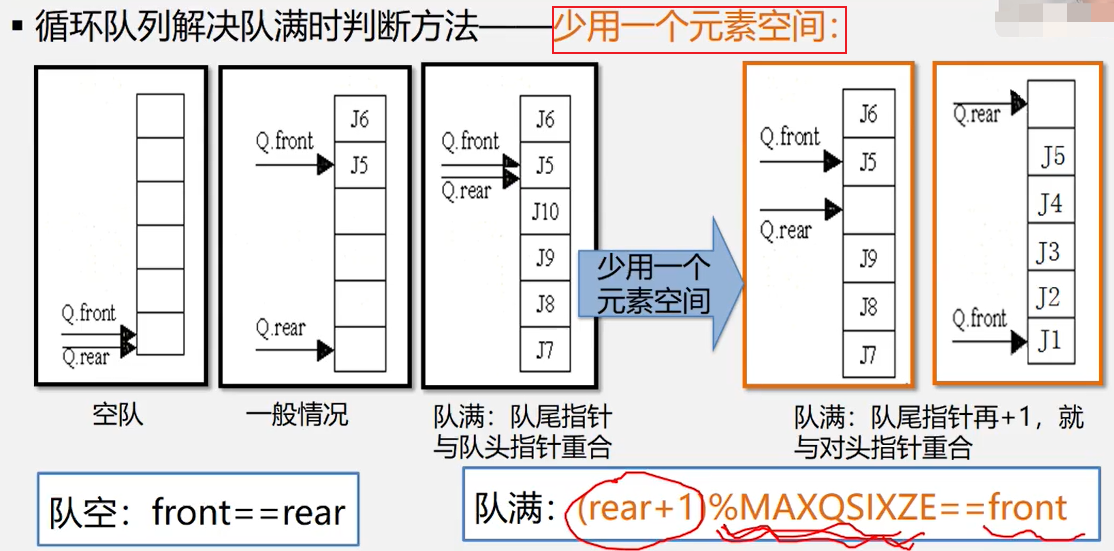 ▪ 循环队列解决队满时判断方法——少用一个元素空间：
Q.front
Q.rear
空队
J6
Q.front
J5
Q.rear
一般情况
J6
Q.front
J5
Q.rear
J10
J9
J8
J7
队满：队尾指针
与队头指针重合
少用一个
元素空间
J6
Q.front
J5
Q.rear
J9
J8
J7
Q.rear
J5
J4
J3
J2
Q.front
J1
队满：队尾指针再+1，就
与对头指针重合
队空：front==rear
队满：(rear+1)%MAXQSIXZE==front